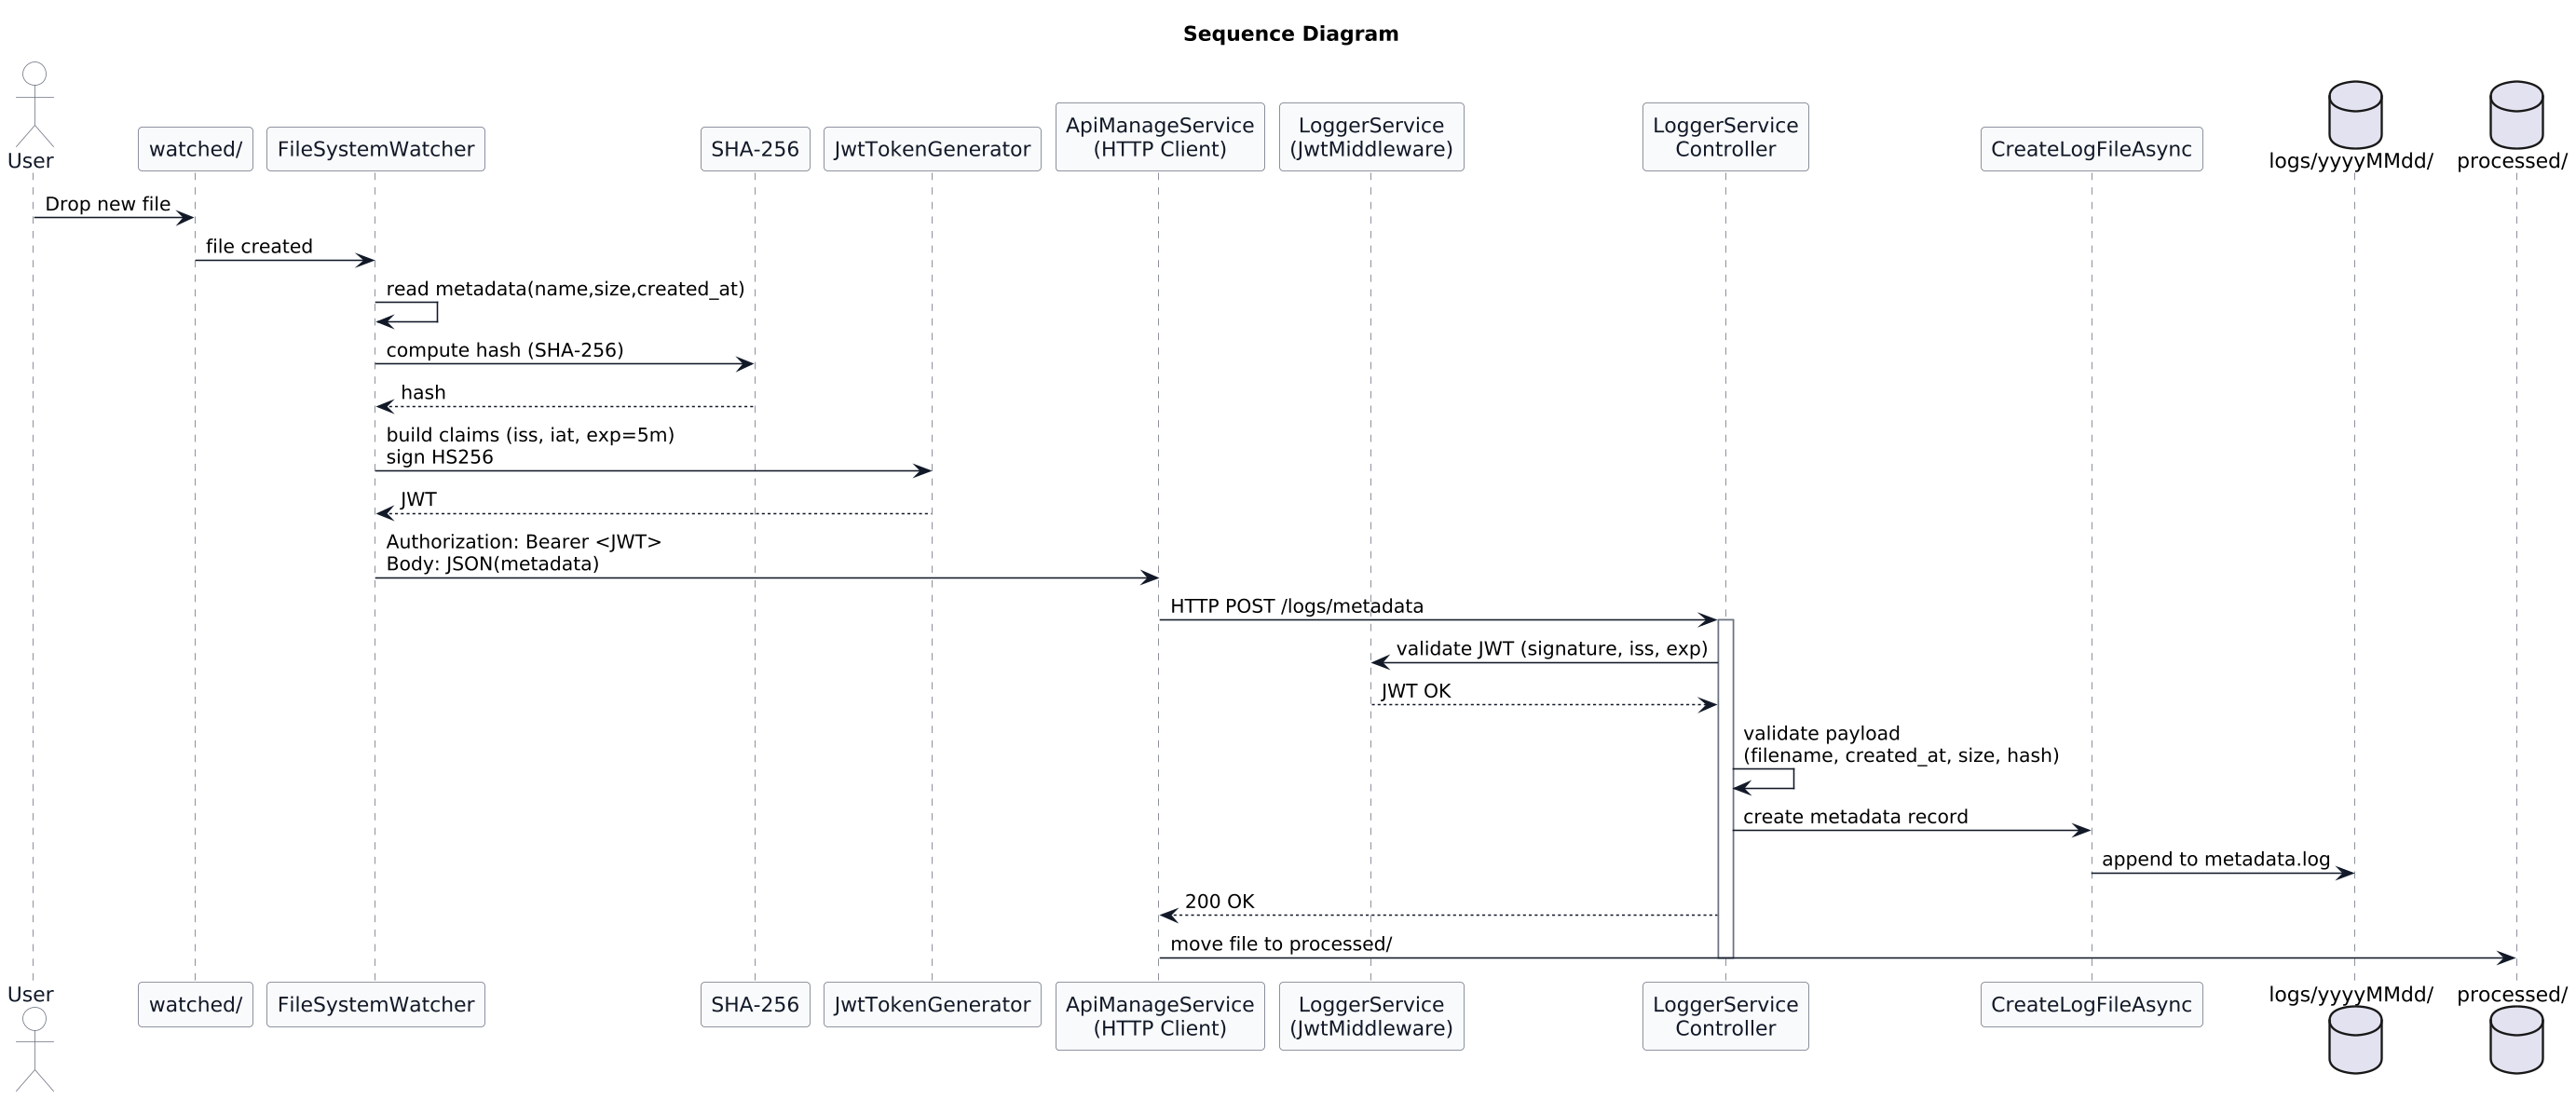 Sequence Diagram
User
watched/
FileSystemWatcher
SHA-256
JwtTokenGenerator
ApiManageService
(HTTP Client)
LoggerService
(JwtMiddleware)
LoggerService
Controller
CreateLogFileAsync
logs/yyyyMMdd/
processed/
Drop new file
file created
read metadata(name,size,created_at)
compute hash (SHA-256)
hash
build claims (iss, iat, exp=5m)
sign HS256
JWT
Authorization: Bearer <JWT>
Body: JSON(metadata)
HTTP POST /logs/metadata
validate JWT (signature, iss, exp)
JWT OK
validate payload
(filename, created_at, size, hash)
create metadata record
append to metadata.log
200 OK
move file to processed/
User
watched/
FileSystemWatcher
SHA-256
JwtTokenGenerator
ApiManageService
(HTTP Client)
LoggerService
(JwtMiddleware)
LoggerService
Controller
CreateLogFileAsync
logs/yyyyMMdd/
processed/